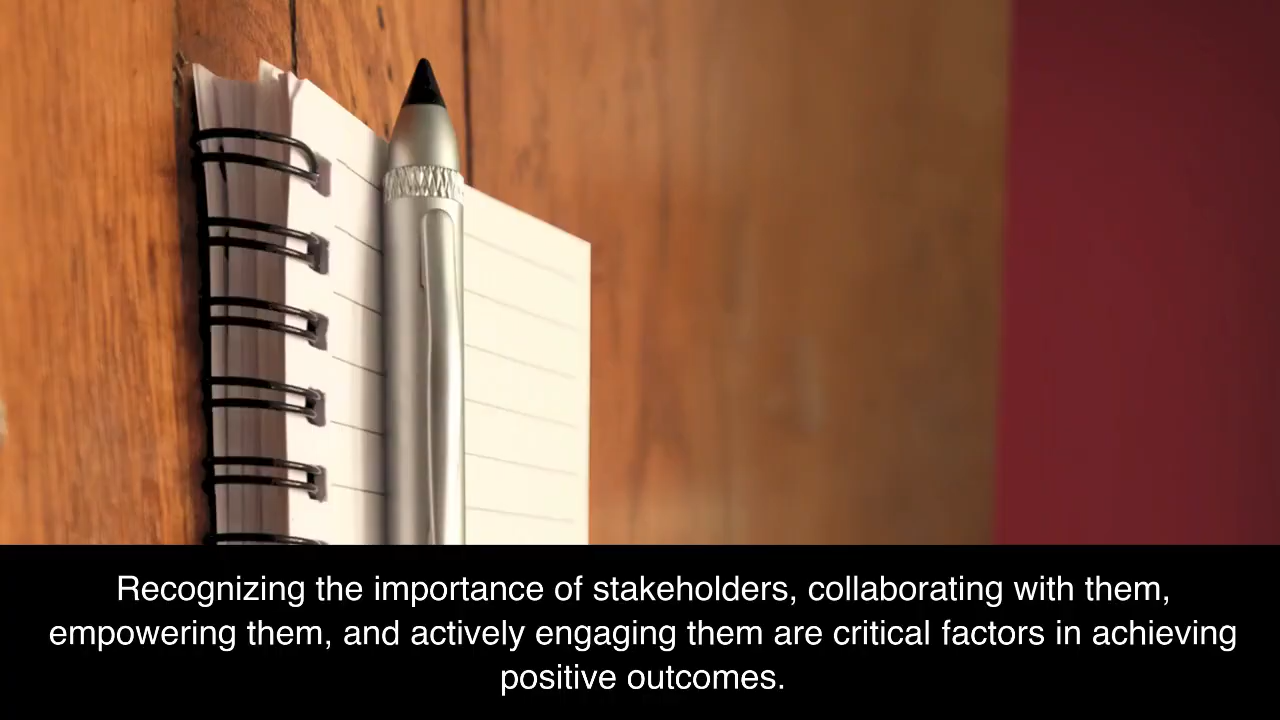 Recognizing the importance of stakeholders, collaborating with them,
empowering them, and actively engaging them are critical factors in achieving
positive outcomes.